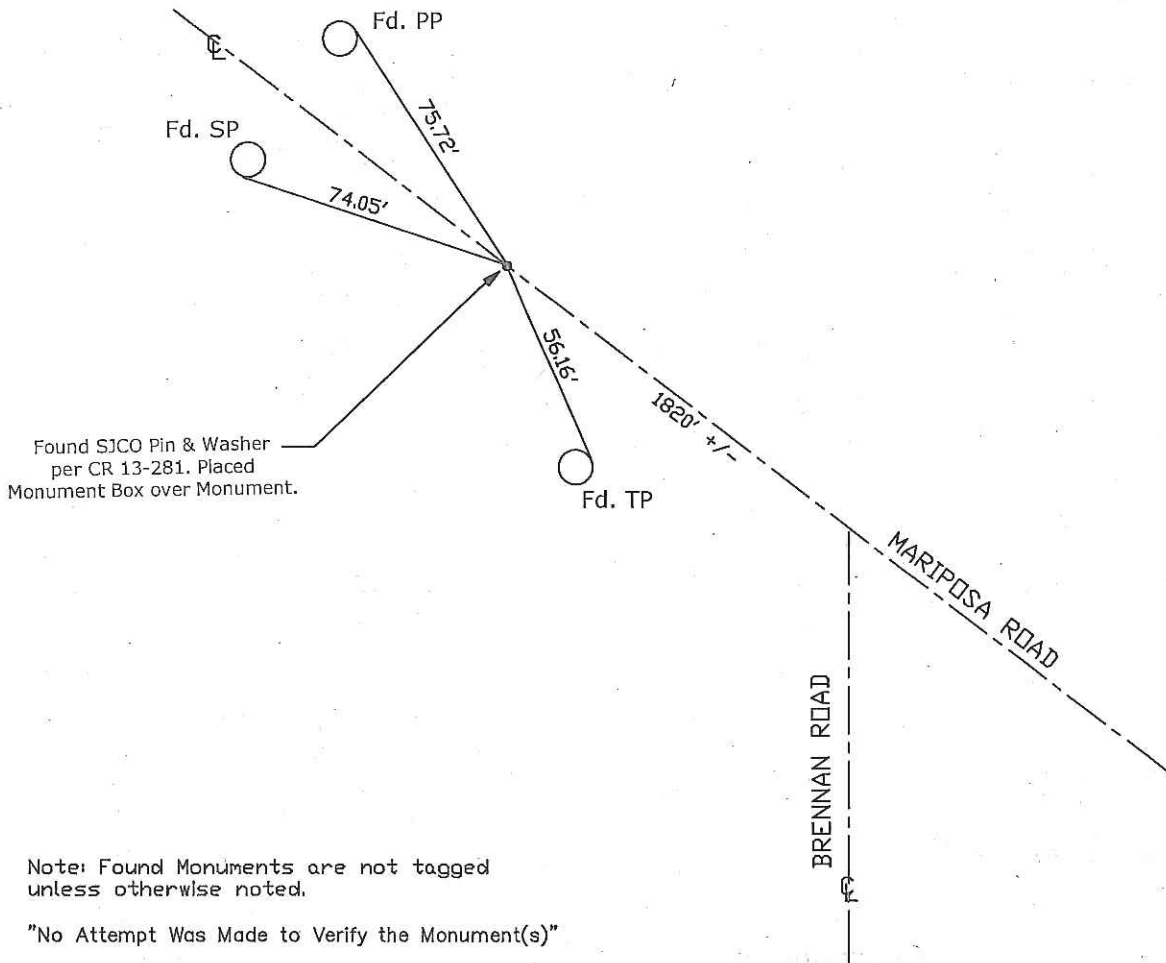 Fd. PP
℄
75.72'
Fd. SP
74.05'
56.16'
1820' +/-
Found SJCO Pin & Washer
per CR 13-281. Placed
Monument Box over Monument.
Fd. TP
MARIPOSA ROAD
BRENNAN ROAD
℄
Note: Found Monuments are not tagged
unless otherwise noted.
"No Attempt Was Made to Verify the Monument(s)"